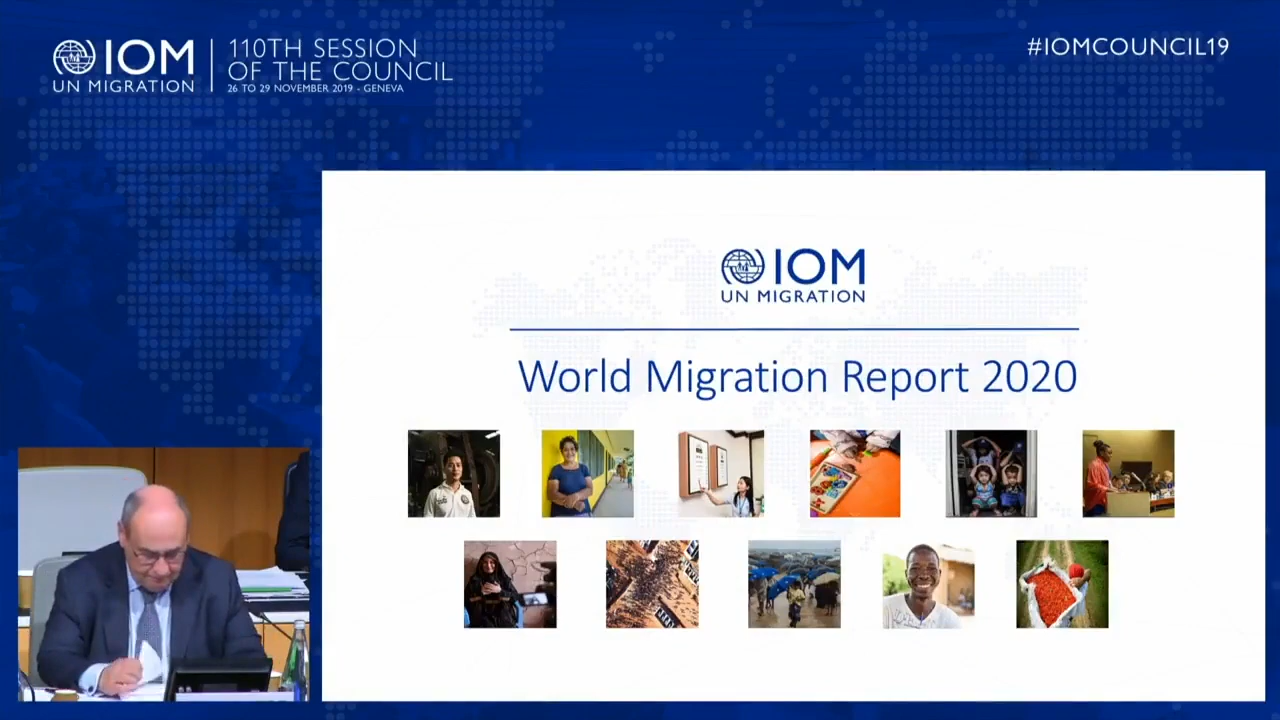 IOM
UN MIGRATION
110TH SESSION
OF THE COUNCIL
26 TO 29 NOVEMBER 2019 - GENEVA
#IOMCOUNCIL19
IOM
UN MIGRATION
World Migration Report 2020